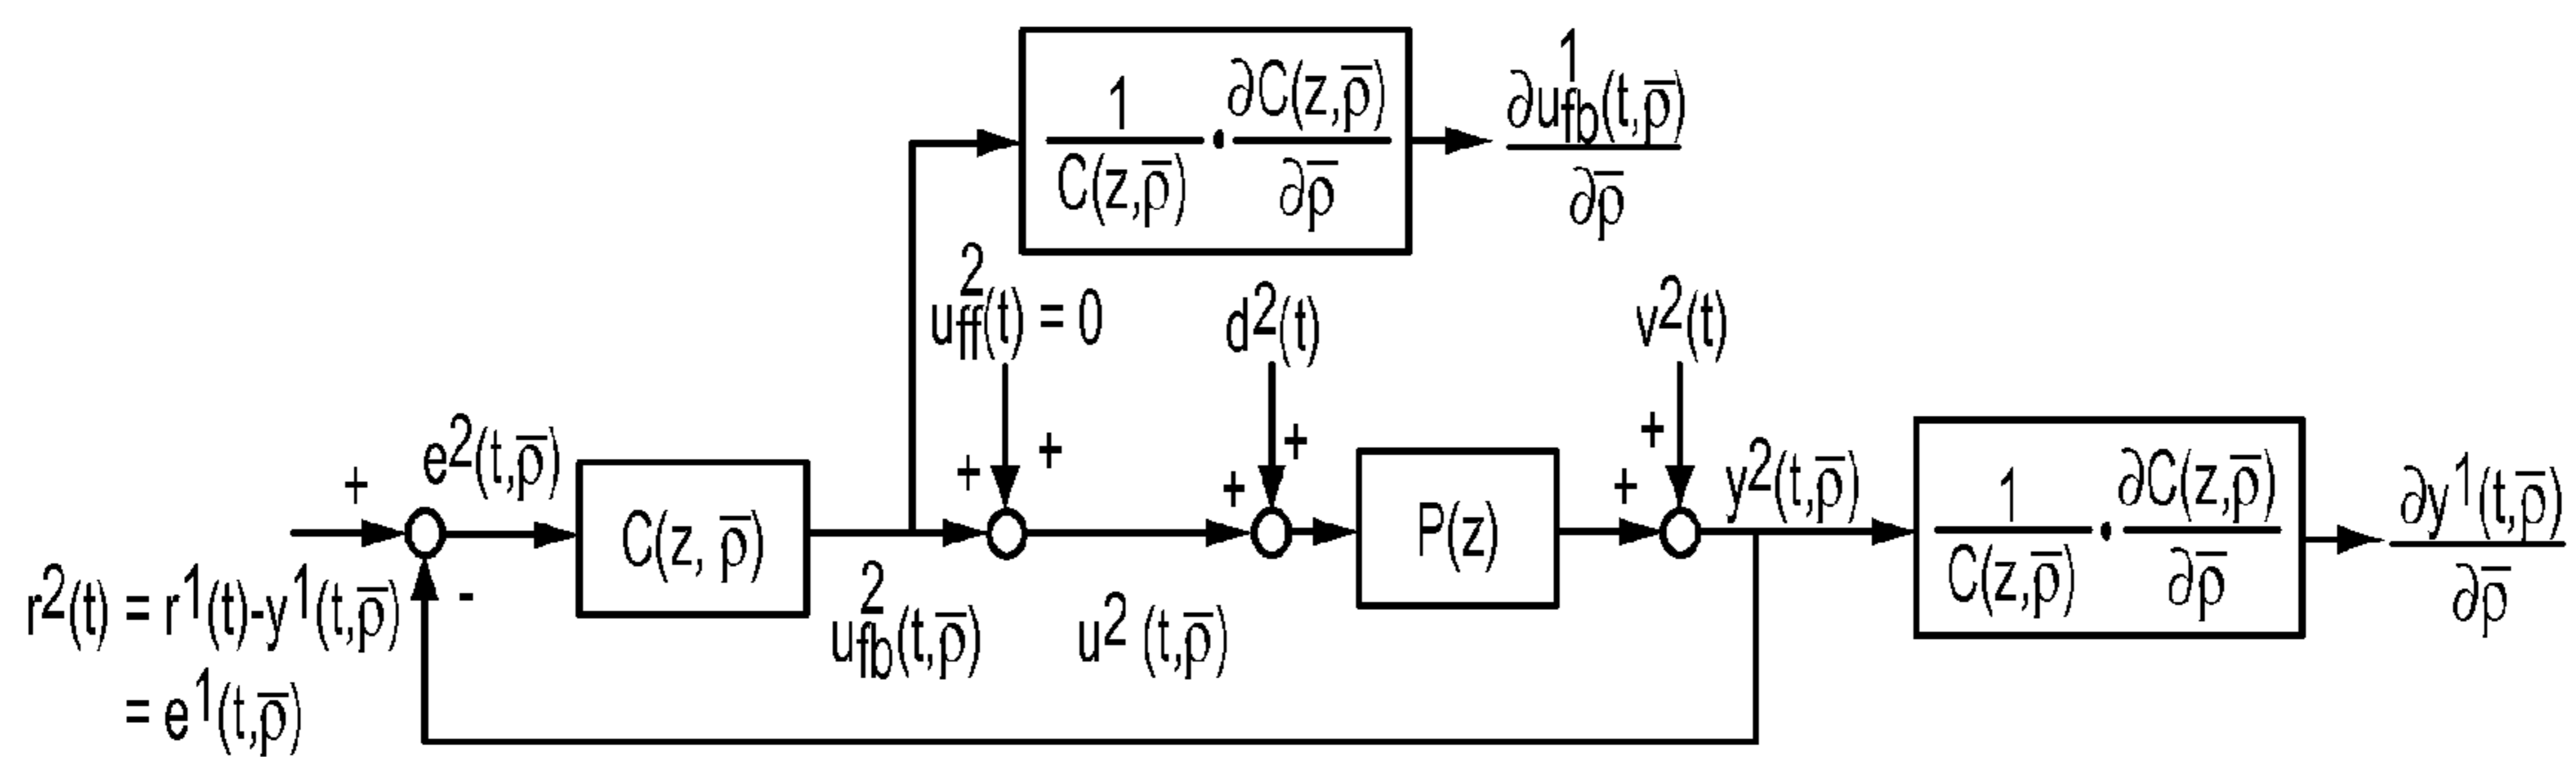 1 / C(z,ρ̄) • ∂C(z,ρ̄) / ∂ρ̄
∂u¹fb(t,ρ̄) / ∂ρ̄
u²ff(t) = 0
d²(t)
v²(t)
+ e²(t,ρ̄)
C(z, ρ̄)
+ +
+ +
P(z)
+ +
y²(t,ρ̄)
1 / C(z,ρ̄) • ∂C(z,ρ̄) / ∂ρ̄
∂y¹(t,ρ̄) / ∂ρ̄
-
r²(t) = r¹(t)-y¹(t,ρ̄)
= e¹(t,ρ̄)
u²fb(t,ρ̄)
u² (t,ρ̄)